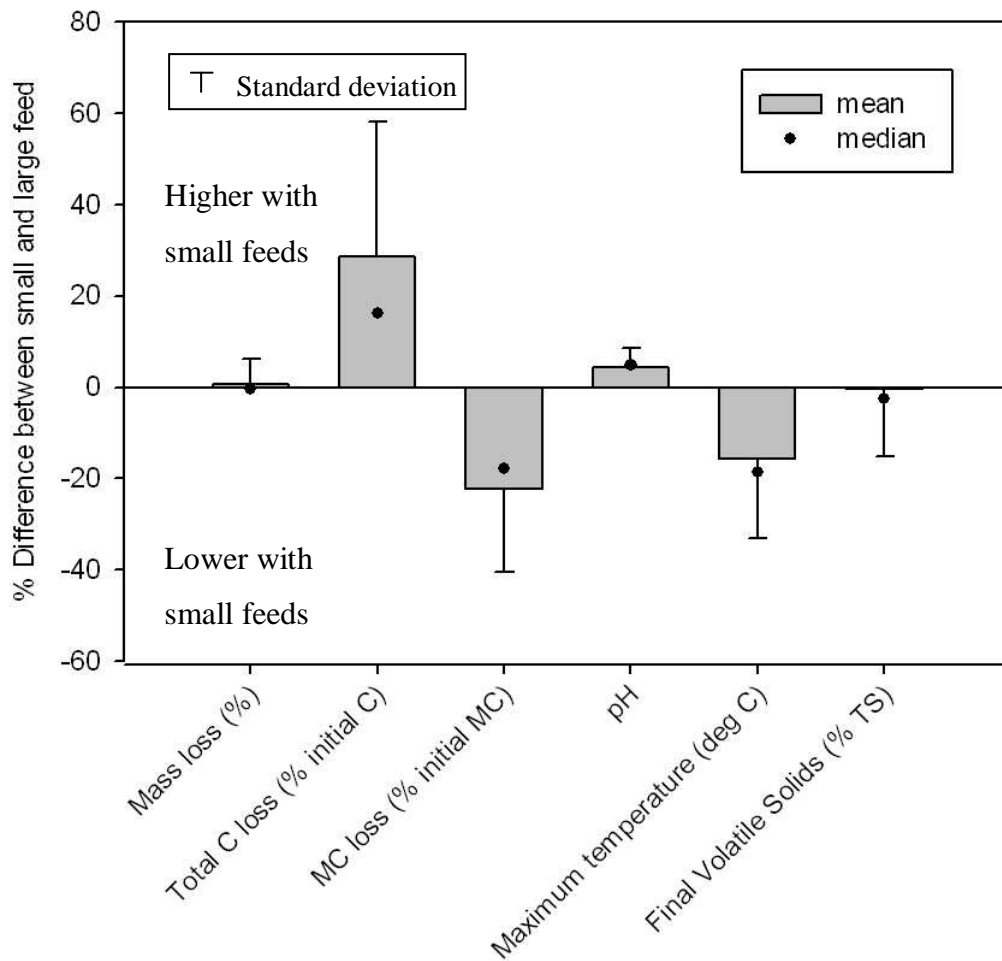 80
60
40
20
0
-20
-40
-60
% Difference between small and large feed
Standard deviation
mean
median
Higher with
small feeds
Lower with
small feeds
Mass loss (%)
Total C loss (% initial C)
MC loss (% initial MC)
pH
Maximum temperature (deg C)
Final Volatile Solids (% TS)